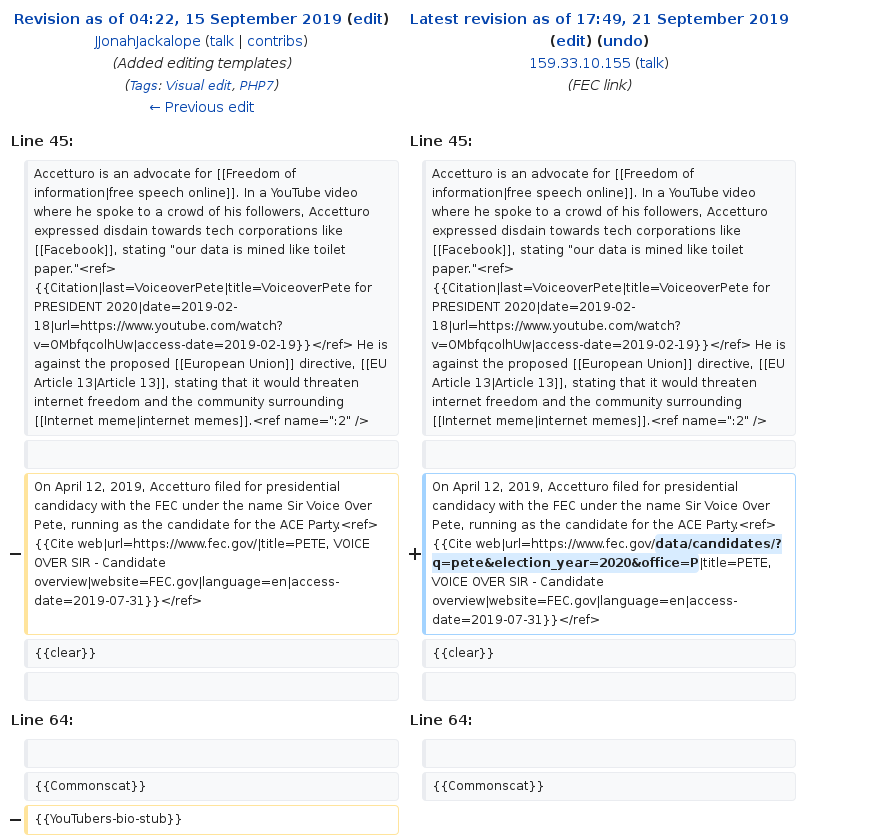 Revision as of 04:22, 15 September 2019 (edit)
JJonahJackalope (talk | contribs)
(Added editing templates)
(Tags: Visual edit, PHP7)
← Previous edit
Latest revision as of 17:49, 21 September 2019
(edit) (undo)
159.33.10.155 (talk)
(FEC link)
Line 45:
Line 45:
Accetturo is an advocate for [[Freedom of
information|free speech online]]. In a YouTube video
where he spoke to a crowd of his followers, Accetturo
expressed disdain towards tech corporations like
[[Facebook]], stating "our data is mined like toilet
paper."<ref>
{{Citation|last=VoiceoverPete|title=VoiceoverPete for
PRESIDENT 2020|date=2019-02-
18|url=https://www.youtube.com/watch?
v=OMbfqcolhUw|access-date=2019-02-19}}</ref> He is
against the proposed [[European Union]] directive, [[EU
Article 13|Article 13]], stating that it would threaten
internet freedom and the community surrounding
[[Internet meme|internet memes]].<ref name=":2" />
Accetturo is an advocate for [[Freedom of
information|free speech online]]. In a YouTube video
where he spoke to a crowd of his followers, Accetturo
expressed disdain towards tech corporations like
[[Facebook]], stating "our data is mined like toilet
paper."<ref>
{{Citation|last=VoiceoverPete|title=VoiceoverPete for
PRESIDENT 2020|date=2019-02-
18|url=https://www.youtube.com/watch?
v=OMbfqcolhUw|access-date=2019-02-19}}</ref> He is
against the proposed [[European Union]] directive, [[EU
Article 13|Article 13]], stating that it would threaten
internet freedom and the community surrounding
[[Internet meme|internet memes]].<ref name=":2" />
−
On April 12, 2019, Accetturo filed for presidential
candidacy with the FEC under the name Sir Voice Over
Pete, running as the candidate for the ACE Party.<ref>
{{Cite web|url=https://www.fec.gov/|title=PETE, VOICE
OVER SIR - Candidate
overview|website=FEC.gov|language=en|access-
date=2019-07-31}}</ref>
+
On April 12, 2019, Accetturo filed for presidential
candidacy with the FEC under the name Sir Voice Over
Pete, running as the candidate for the ACE Party.<ref>
{{Cite web|url=https://www.fec.gov/data/candidates/?
q=pete&election_year=2020&office=P|title=PETE,
VOICE OVER SIR - Candidate
overview|website=FEC.gov|language=en|access-
date=2019-07-31}}</ref>
{{clear}}
{{clear}}
Line 64:
Line 64:
{{Commonscat}}
{{Commonscat}}
−
{{YouTubers-bio-stub}}